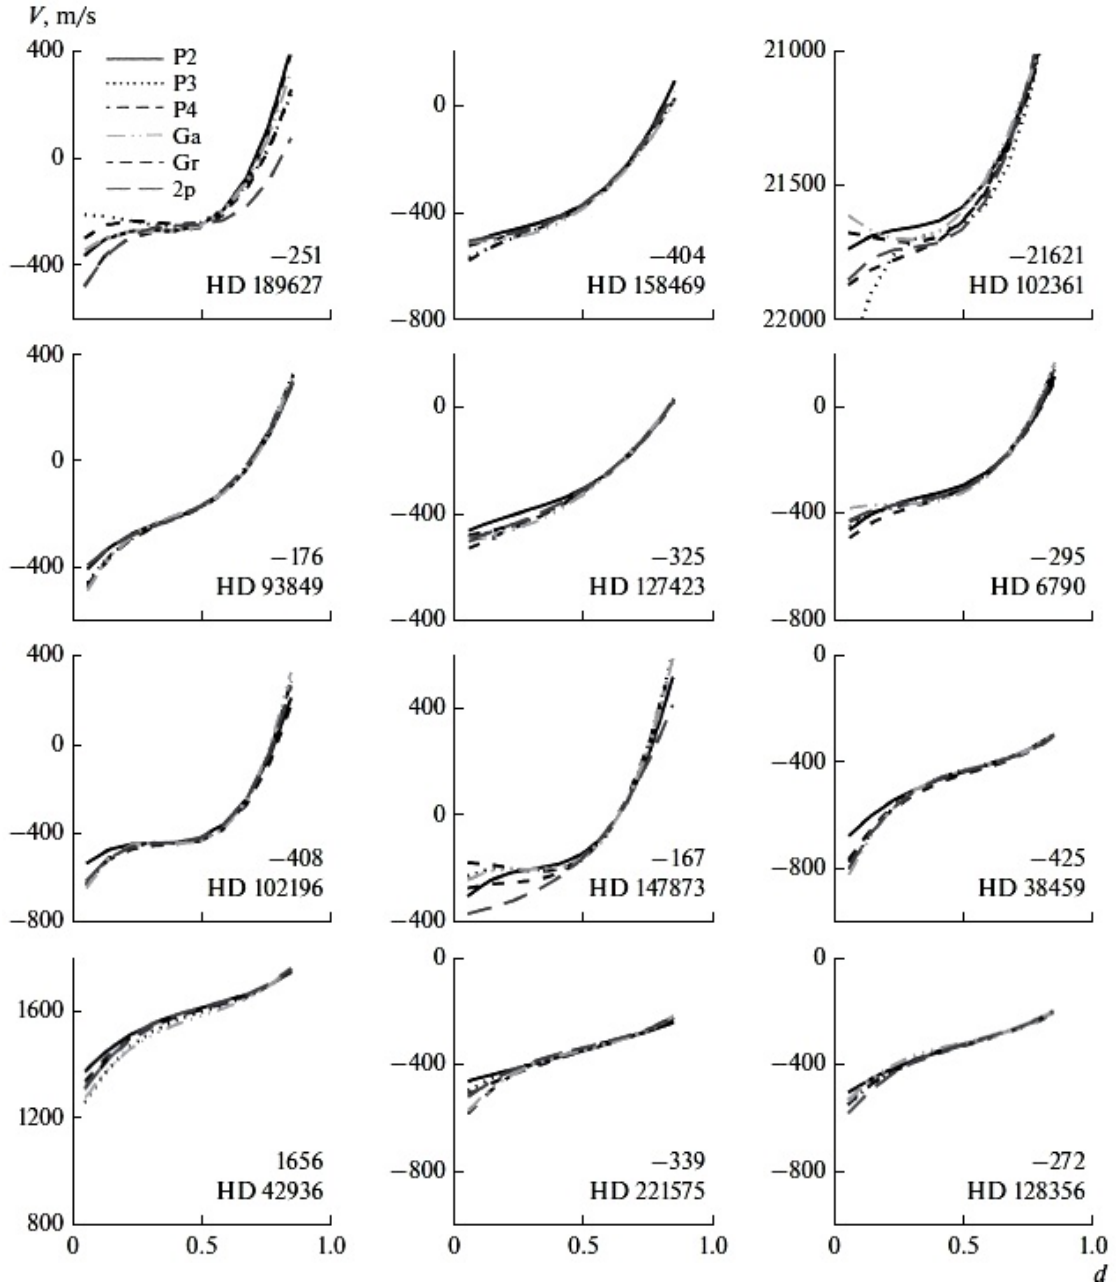 V, m/s
400
0
−400
P2
P3
P4
Ga
Gr
2p
−251
HD 189627
0
−400
−800
−404
HD 158469
21000
21500
22000
−21621
HD 102361
400
0
−400
−176
HD 93849
0
−400
−400
−325
HD 127423
0
−400
−800
−295
HD 6790
400
0
−400
−800
−408
HD 102196
400
0
−400
−167
HD 147873
0
−400
−800
−425
HD 38459
1600
1200
800
1656
HD 42936
0 0.5 1.0
0
−400
−800
−339
HD 221575
0 0.5 1.0
0
−400
−800
−272
HD 128356
0 0.5 1.0
d